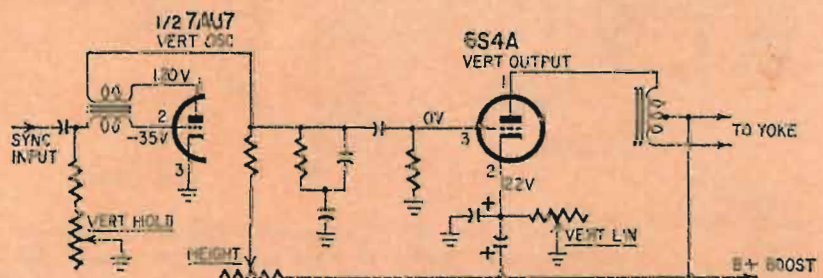 1/2 7AU7
VERT OSC
6S4A
VERT OUTPUT
120V
1
1
2
-35V
3
0V
3
2
22V
SYNC
INPUT
TO YOKE
VERT HOLD
HEIGHT
VERT LIN
B+ BOOST
+
+